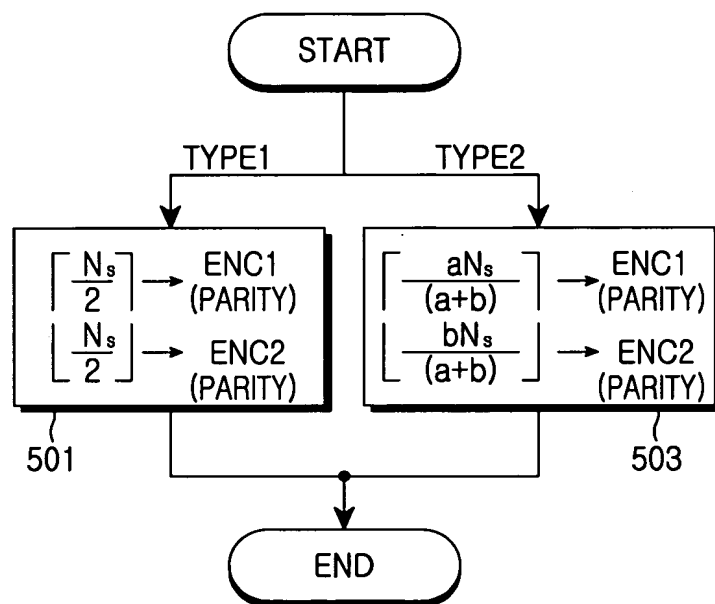 START
TYPE1
TYPE2
⌈Ns/2⌉ → ENC1
(PARITY)
⌊Ns/2⌋ → ENC2
(PARITY)
⌈aNs/(a+b)⌉ → ENC1
(PARITY)
⌊bNs/(a+b)⌋ → ENC2
(PARITY)
501
503
END